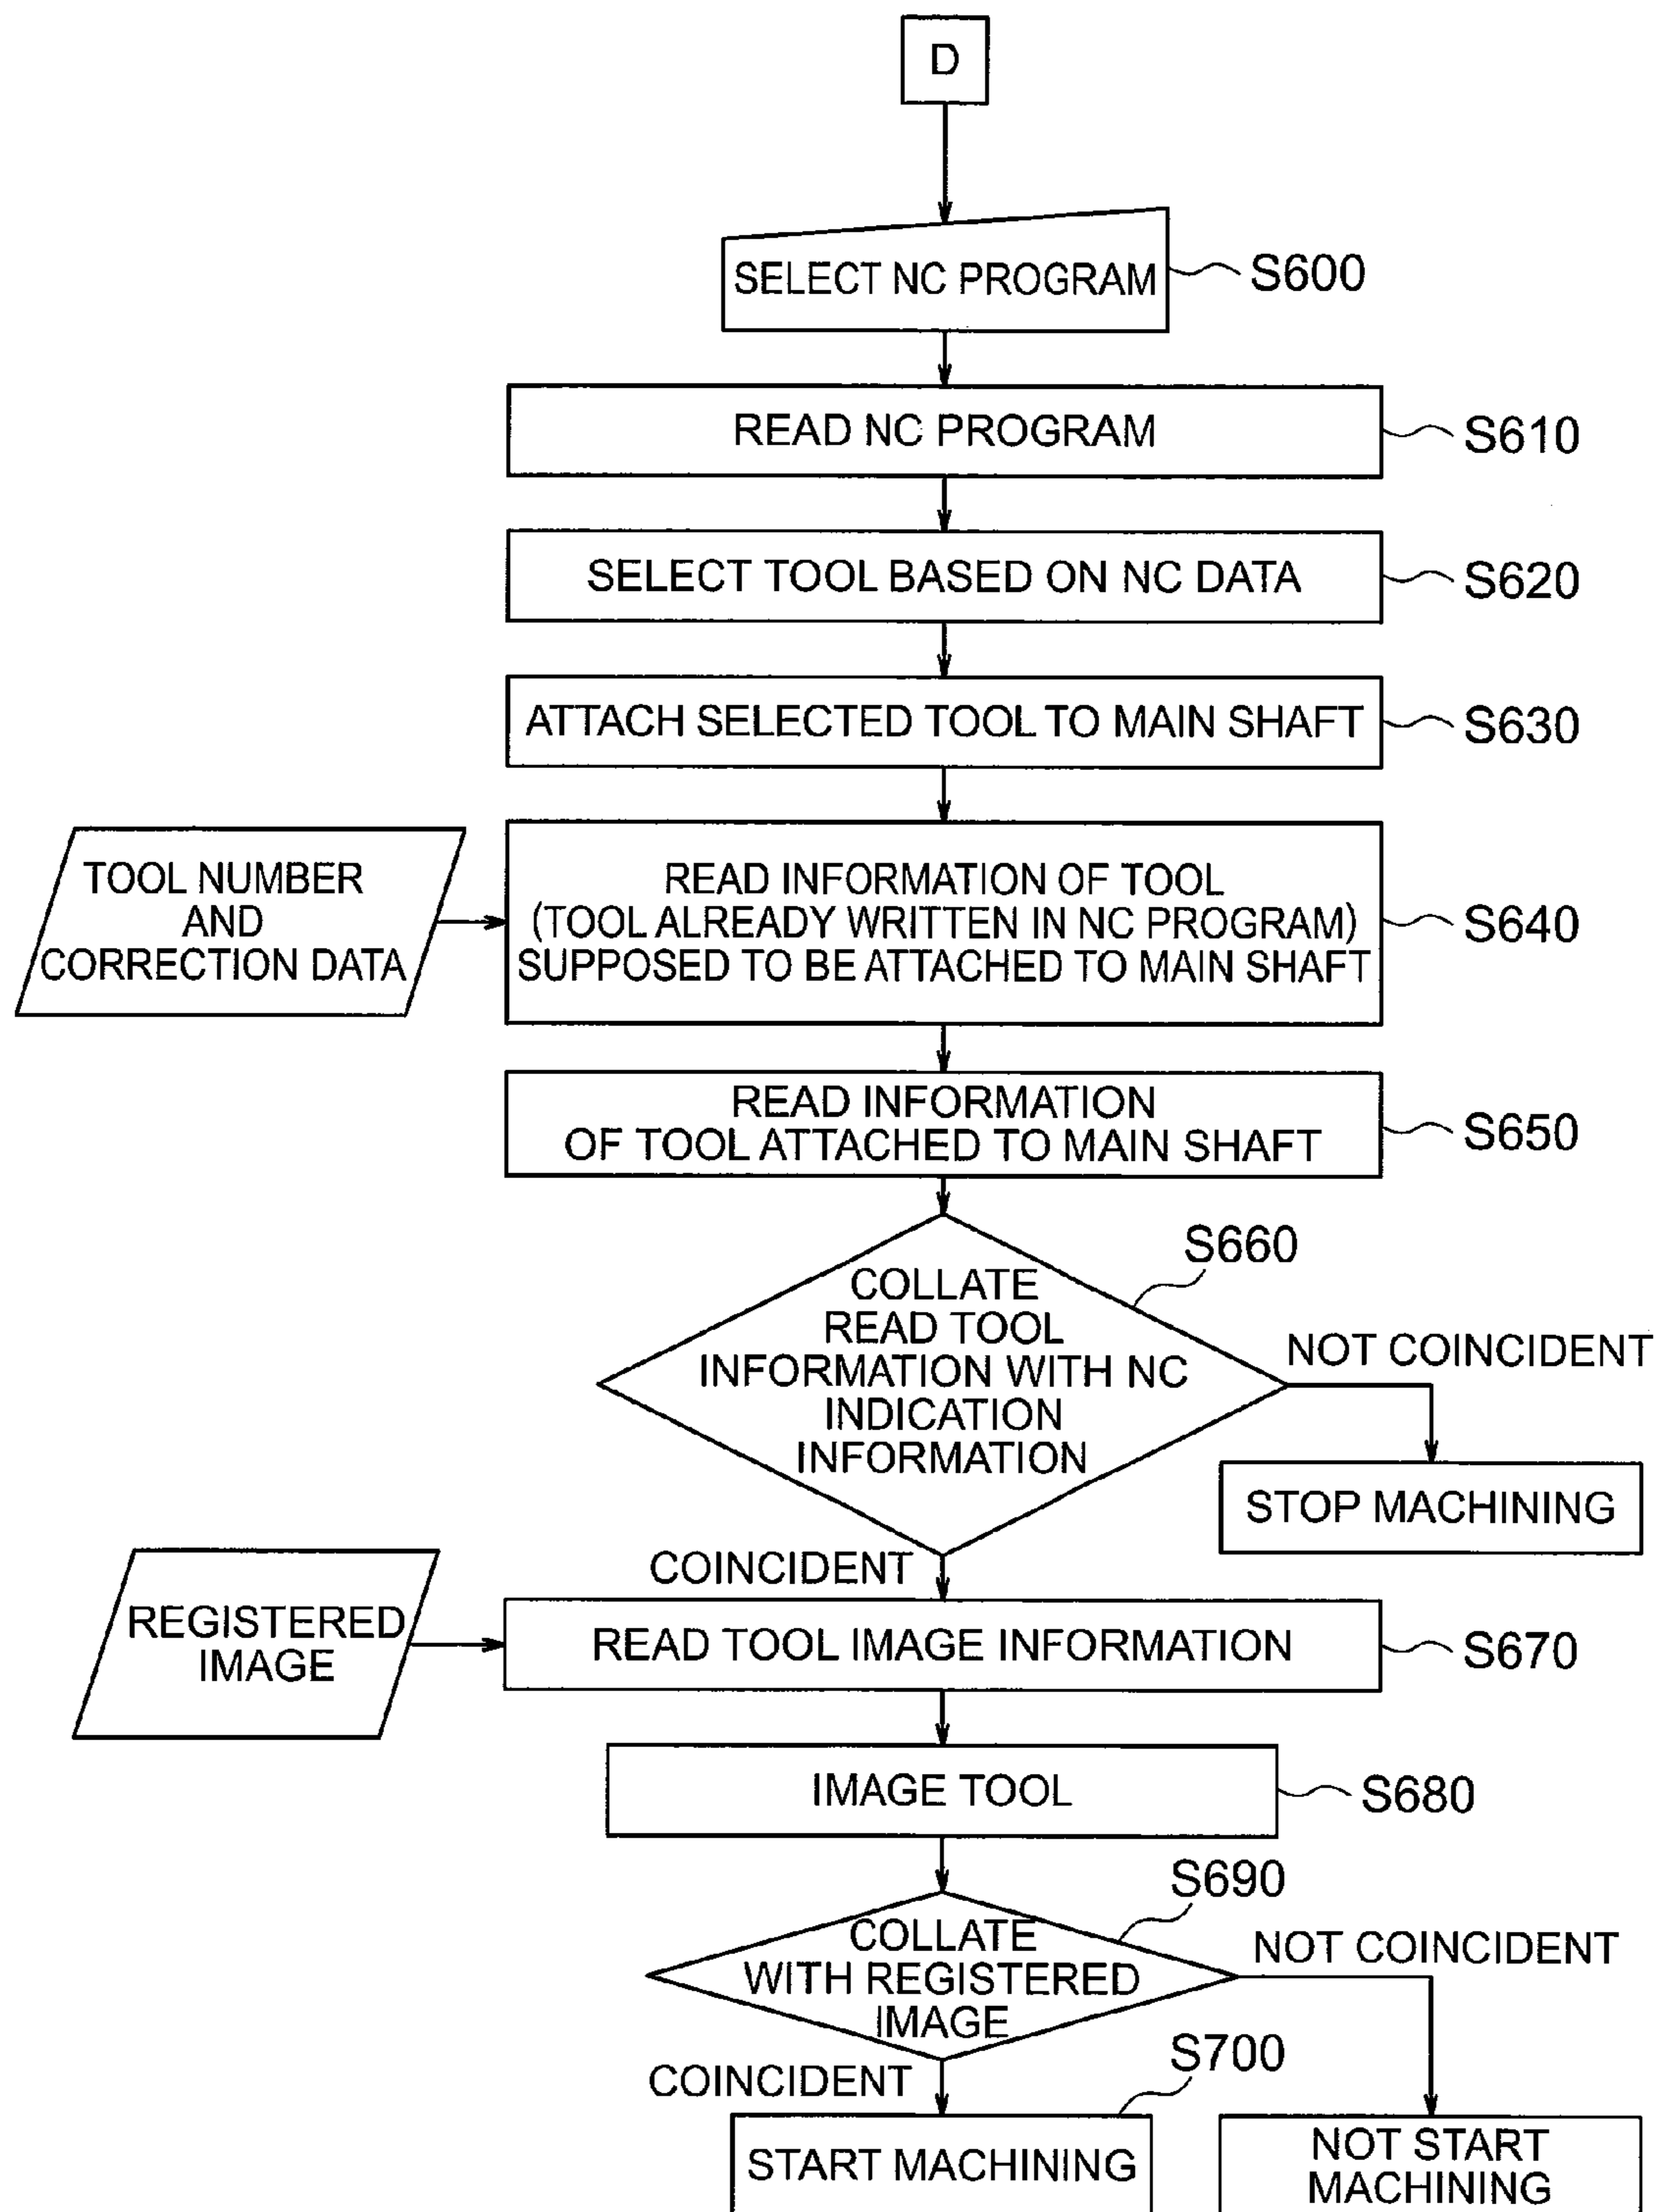 D
SELECT NC PROGRAM
S600
READ NC PROGRAM
S610
SELECT TOOL BASED ON NC DATA
S620
ATTACH SELECTED TOOL TO MAIN SHAFT
S630
TOOL NUMBER
AND
CORRECTION DATA
READ INFORMATION OF TOOL
(TOOL ALREADY WRITTEN IN NC PROGRAM)
SUPPOSED TO BE ATTACHED TO MAIN SHAFT
S640
READ INFORMATION
OF TOOL ATTACHED TO MAIN SHAFT
S650
S660
COLLATE
READ TOOL
INFORMATION WITH NC
INDICATION
INFORMATION
NOT COINCIDENT
STOP MACHINING
COINCIDENT
REGISTERED
IMAGE
READ TOOL IMAGE INFORMATION
S670
IMAGE TOOL
S680
S690
COLLATE
WITH REGISTERED
IMAGE
NOT COINCIDENT
COINCIDENT
S700
START MACHINING
NOT START
MACHINING